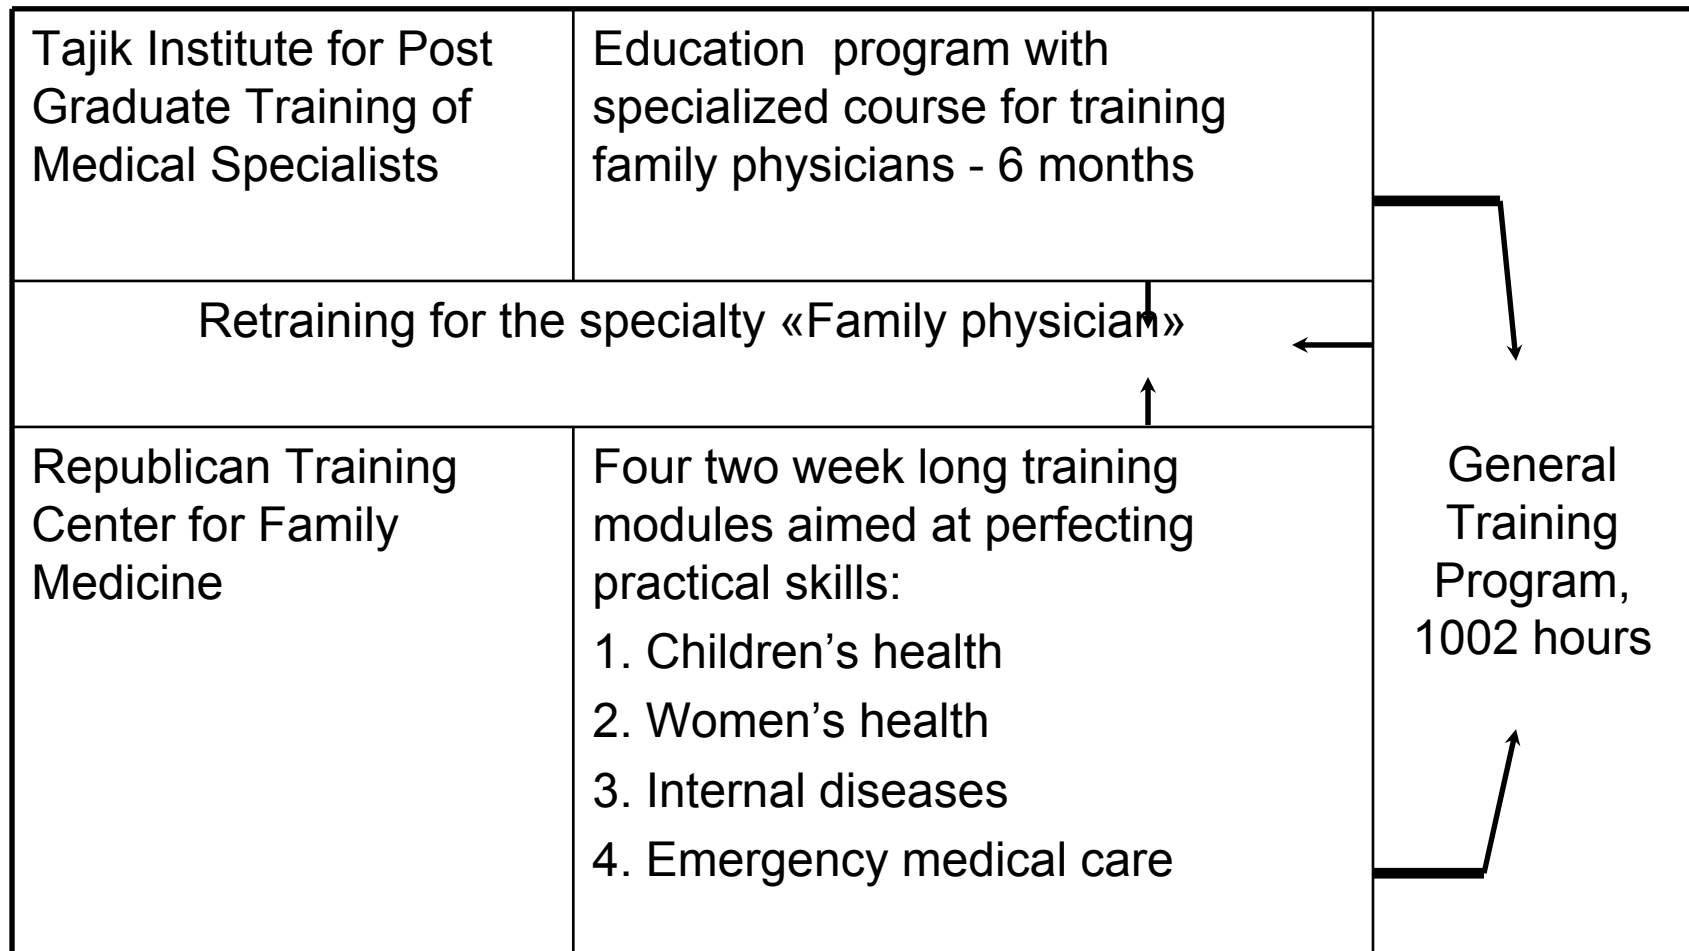 Tajik Institute for Post
Graduate Training of
Medical Specialists
Education program with
specialized course for training
family physicians - 6 months
Retraining for the specialty «Family physician»
Republican Training
Center for Family
Medicine
Four two week long training
modules aimed at perfecting
practical skills:
1. Children’s health
2. Women’s health
3. Internal diseases
4. Emergency medical care
General
Training
Program,
1002 hours